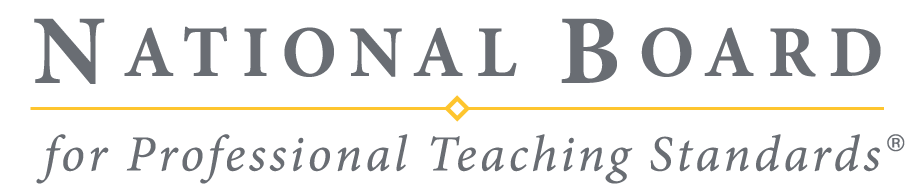 NATIONAL BOARD
for Professional Teaching Standards®